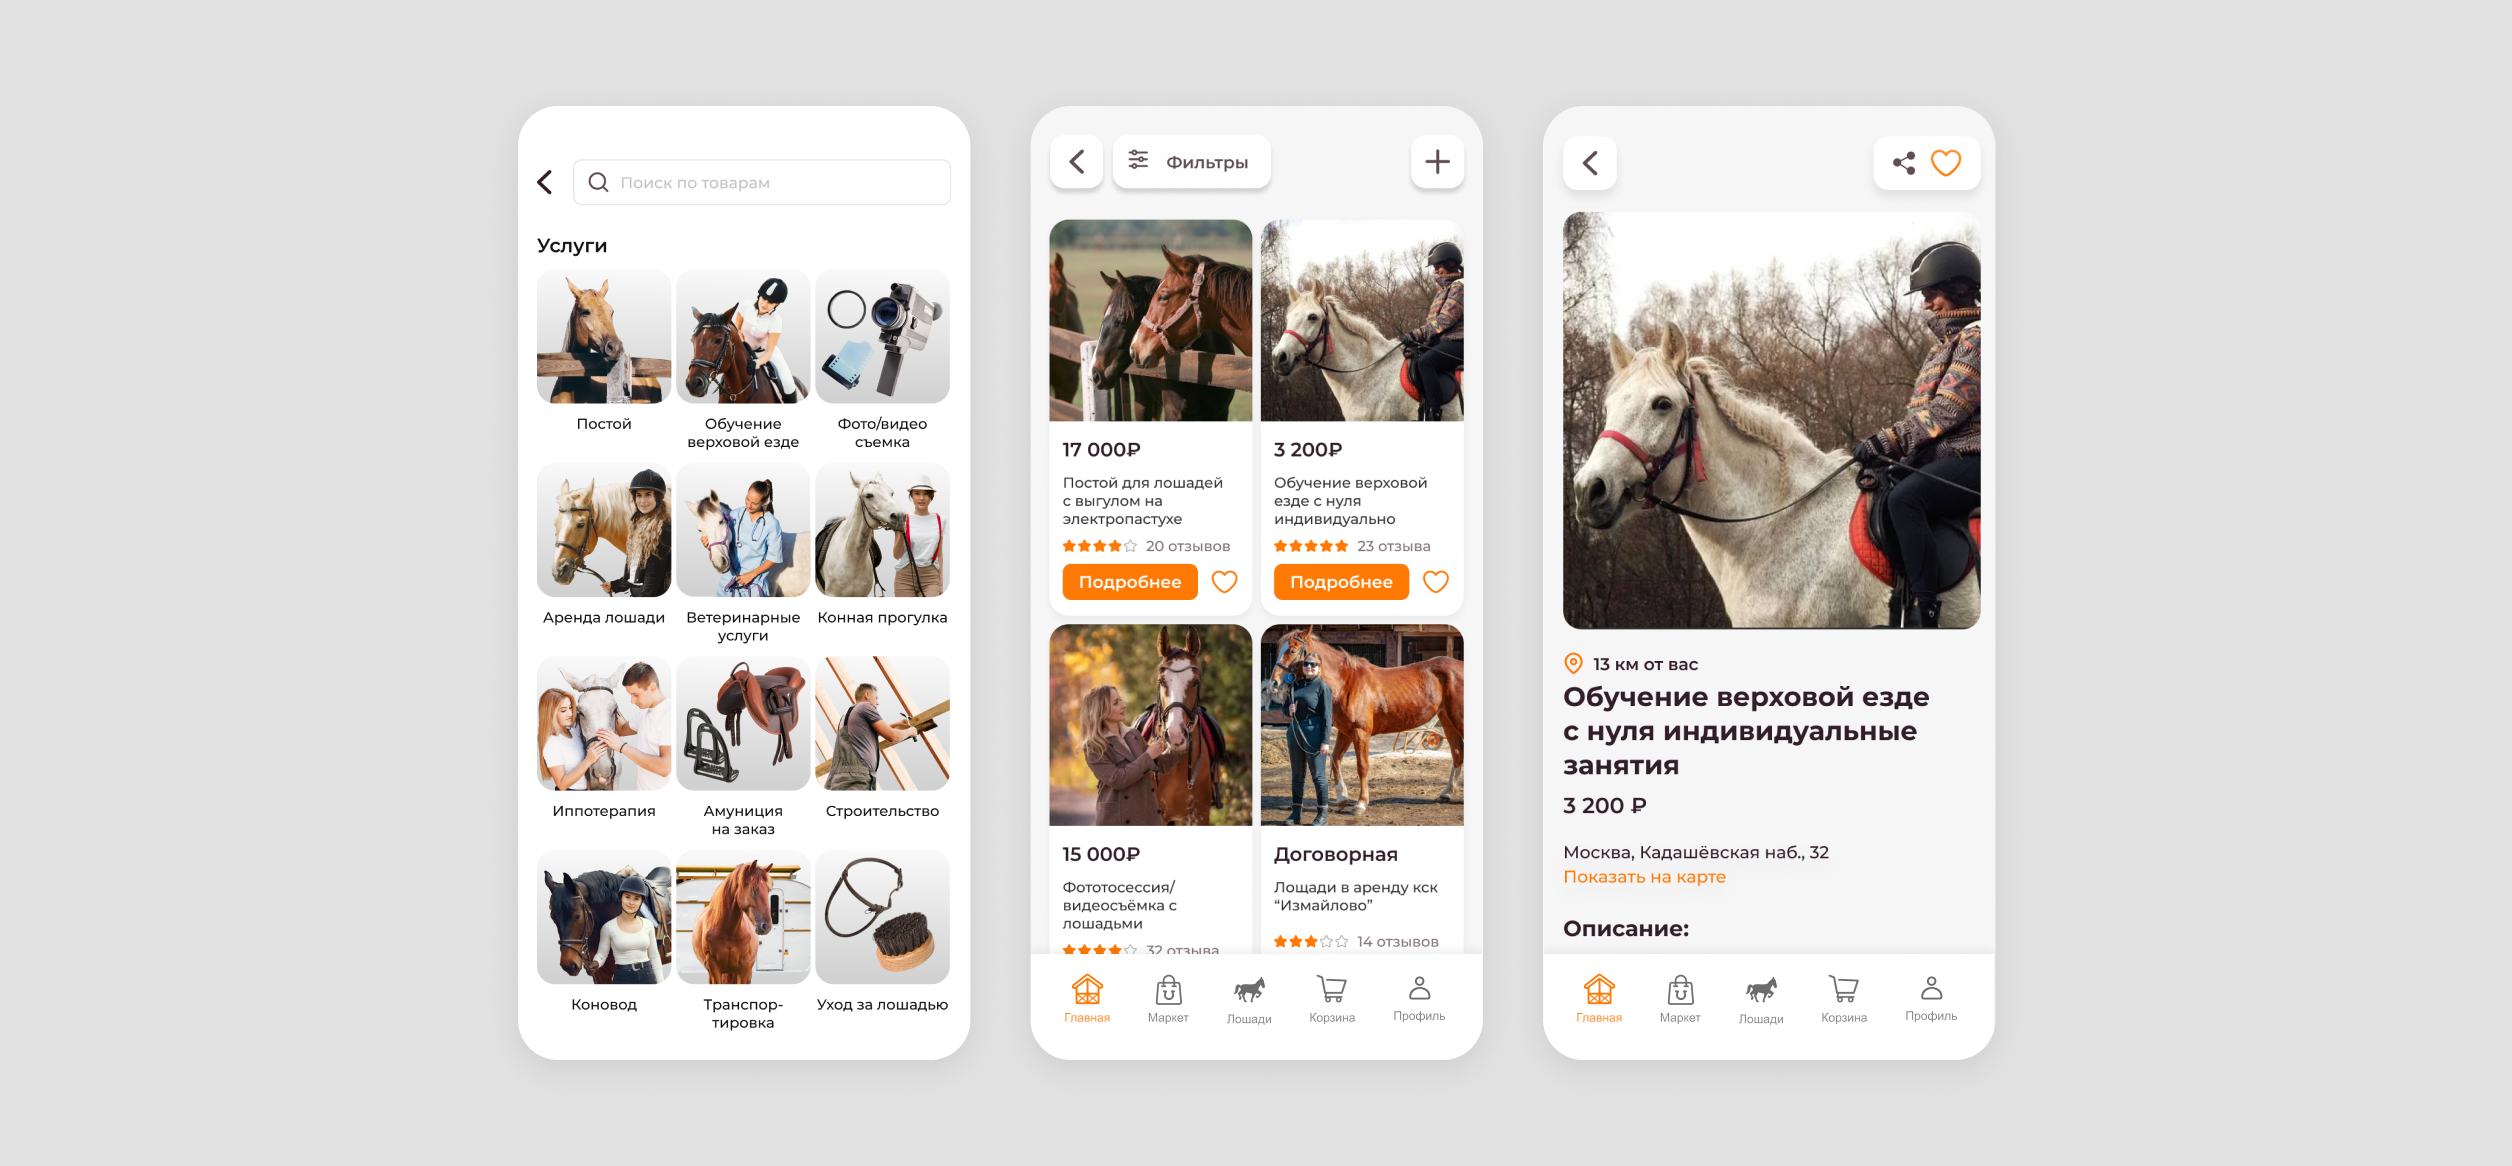 Поиск по товарам
Услуги
Постой
Обучение
верховой езде
Фото/видео
съемка
Аренда лошади
Ветеринарные
услуги
Конная прогулка
Иппотерапия
Амуниция
на заказ
Строительство
Коновод
Транспор-
тировка
Уход за лошадью
Фильтры
17 000₽
Постой для лошадей
с выгулом на
электропастухе
20 отзывов
Подробнее
3 200₽
Обучение верховой
езде с нуля
индивидуально
23 отзыва
Подробнее
15 000₽
Фототосессия/
видеосъёмка с
лошадьми
32 отзыва
Договорная
Лощади в аренду кск
“Измайлово”
14 отзывов
Главная
Маркет
Лошади
Корзина
Профиль
13 км от вас
Обучение верховой езде
с нуля индивидуальные
занятия
3 200 ₽
Москва, Кадашёвская наб., 32
Показать на карте
Описание:
Главная
Маркет
Лошади
Корзина
Профиль